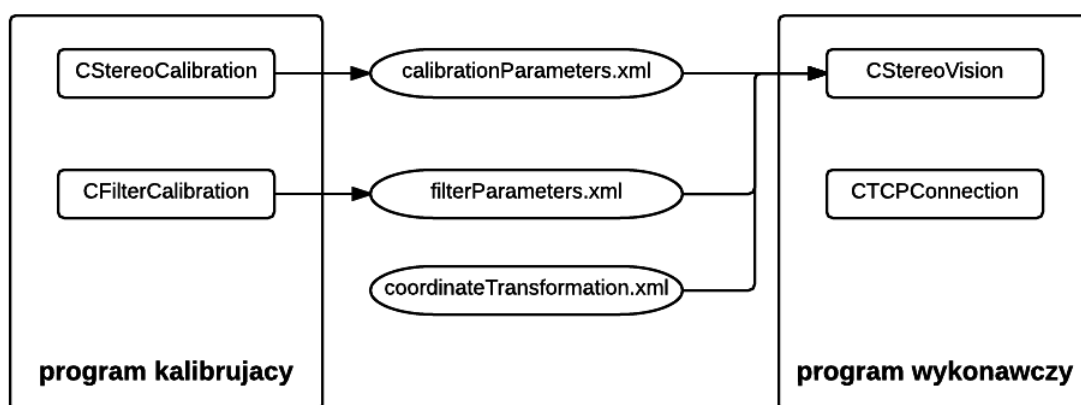 CStereoCalibration
calibrationParameters.xml
CStereoVision
CFilterCalibration
filterParameters.xml
CTCPConnection
coordinateTransformation.xml
program kalibrujacy
program wykonawczy